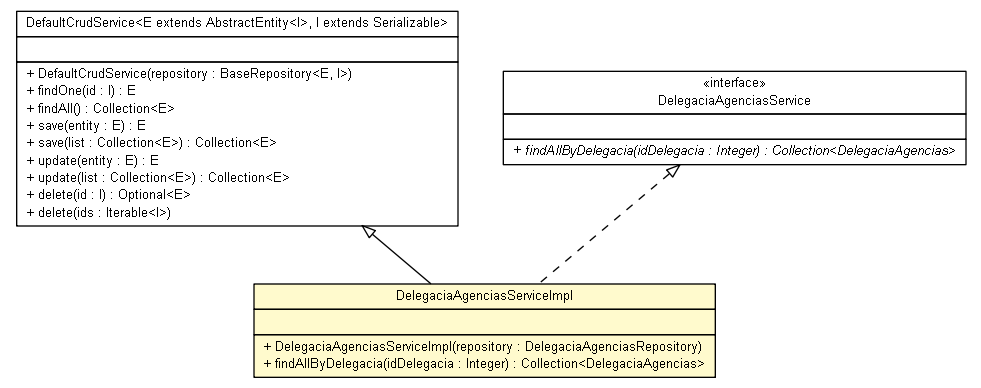 DefaultCrudService<E extends AbstractEntity<I>, I extends Serializable>
+ DefaultCrudService(repository : BaseRepository<E, I>)
+ findOne(id : I) : E
+ findAll() : Collection<E>
+ save(entity : E) : E
+ save(list : Collection<E>) : Collection<E>
+ update(entity : E) : E
+ update(list : Collection<E>) : Collection<E>
+ delete(id : I) : Optional<E>
+ delete(ids : Iterable<I>)
«interface»
DelegaciaAgenciasService
+ findAllByDelegacia(idDelegacia : Integer) : Collection<DelegaciaAgencias>
DelegaciaAgenciasServiceImpl
+ DelegaciaAgenciasServiceImpl(repository : DelegaciaAgenciasRepository)
+ findAllByDelegacia(idDelegacia : Integer) : Collection<DelegaciaAgencias>